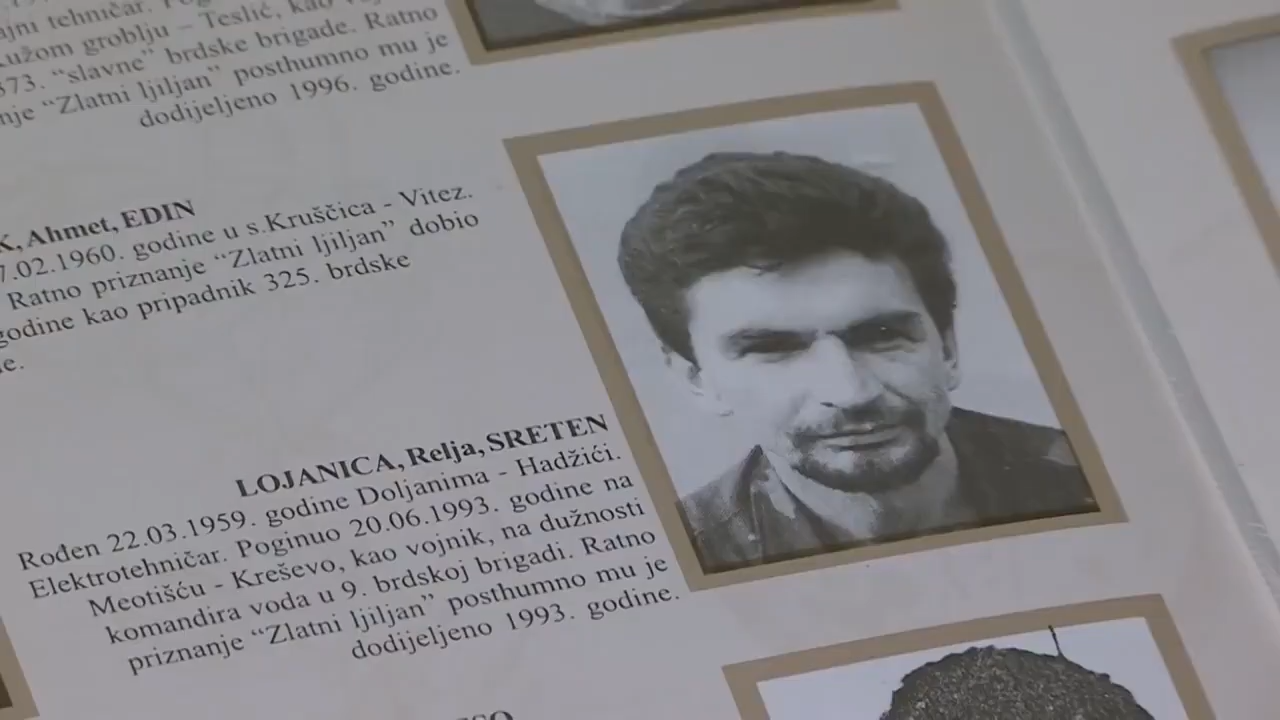 ajni tehničar.
kužom groblju – Teslić, kao
373. “slavne” brdske brigade. Ratno
nje “Zlatni ljiljan” posthumno mu je
dodijeljeno 1996. godine.
K, Ahmet, EDIN
7.02.1960. godine u s.Kruščica - Vitez.
Ratno priznanje “Zlatni ljiljan” dobio
godine kao pripadnik 325. brdske
e.
LOJANICA, Relja, SRETEN
Rođen 22.03.1959. godine Doljanima - Hadžići.
Elektrotehničar. Poginuo 20.06.1993. godine na
Meotišću - Kreševo, kao vojnik, na dužnosti
komandira voda u 9. brdskoj brigadi. Ratno
priznanje “Zlatni ljiljan” posthumno mu je
dodijeljeno 1993. godine.